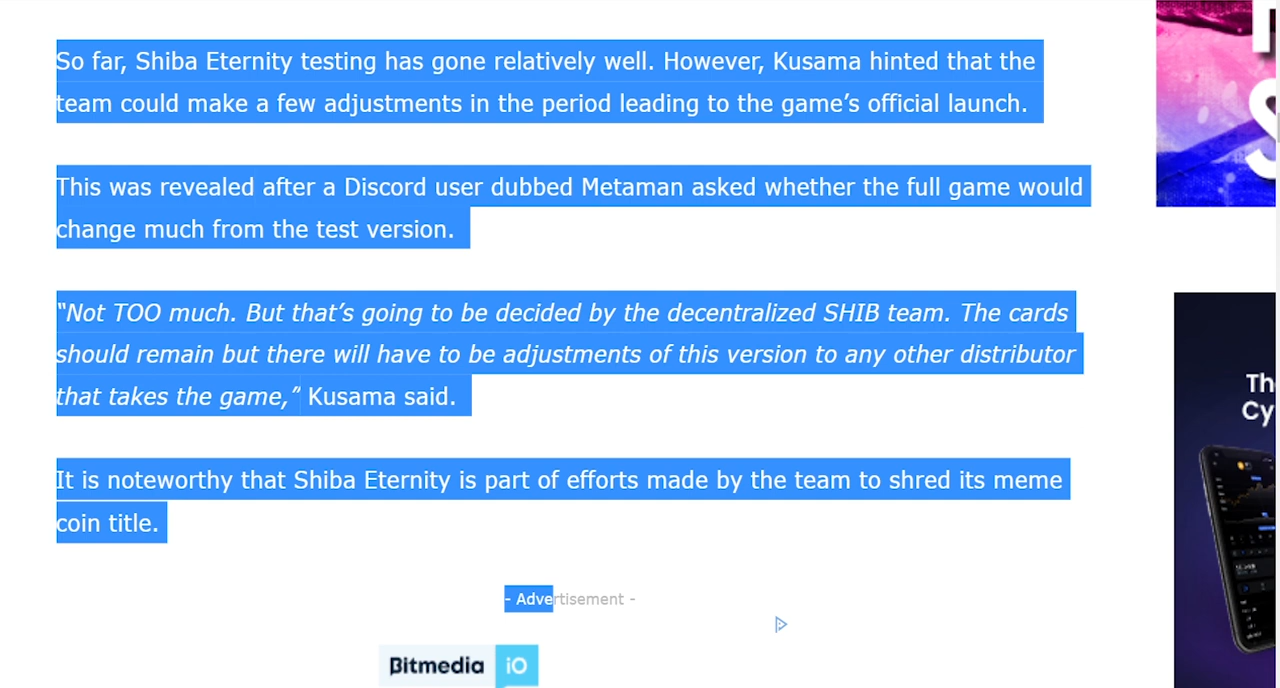 So far, Shiba Eternity testing has gone relatively well. However, Kusama hinted that the
team could make a few adjustments in the period leading to the game’s official launch.
This was revealed after a Discord user dubbed Metaman asked whether the full game would
change much from the test version.
“Not TOO much. But that’s going to be decided by the decentralized SHIB team. The cards
should remain but there will have to be adjustments of this version to any other distributor
that takes the game,” Kusama said.
It is noteworthy that Shiba Eternity is part of efforts made by the team to shred its meme
coin title.
- Advertisement -
Bitmedia iO
Th
Cy